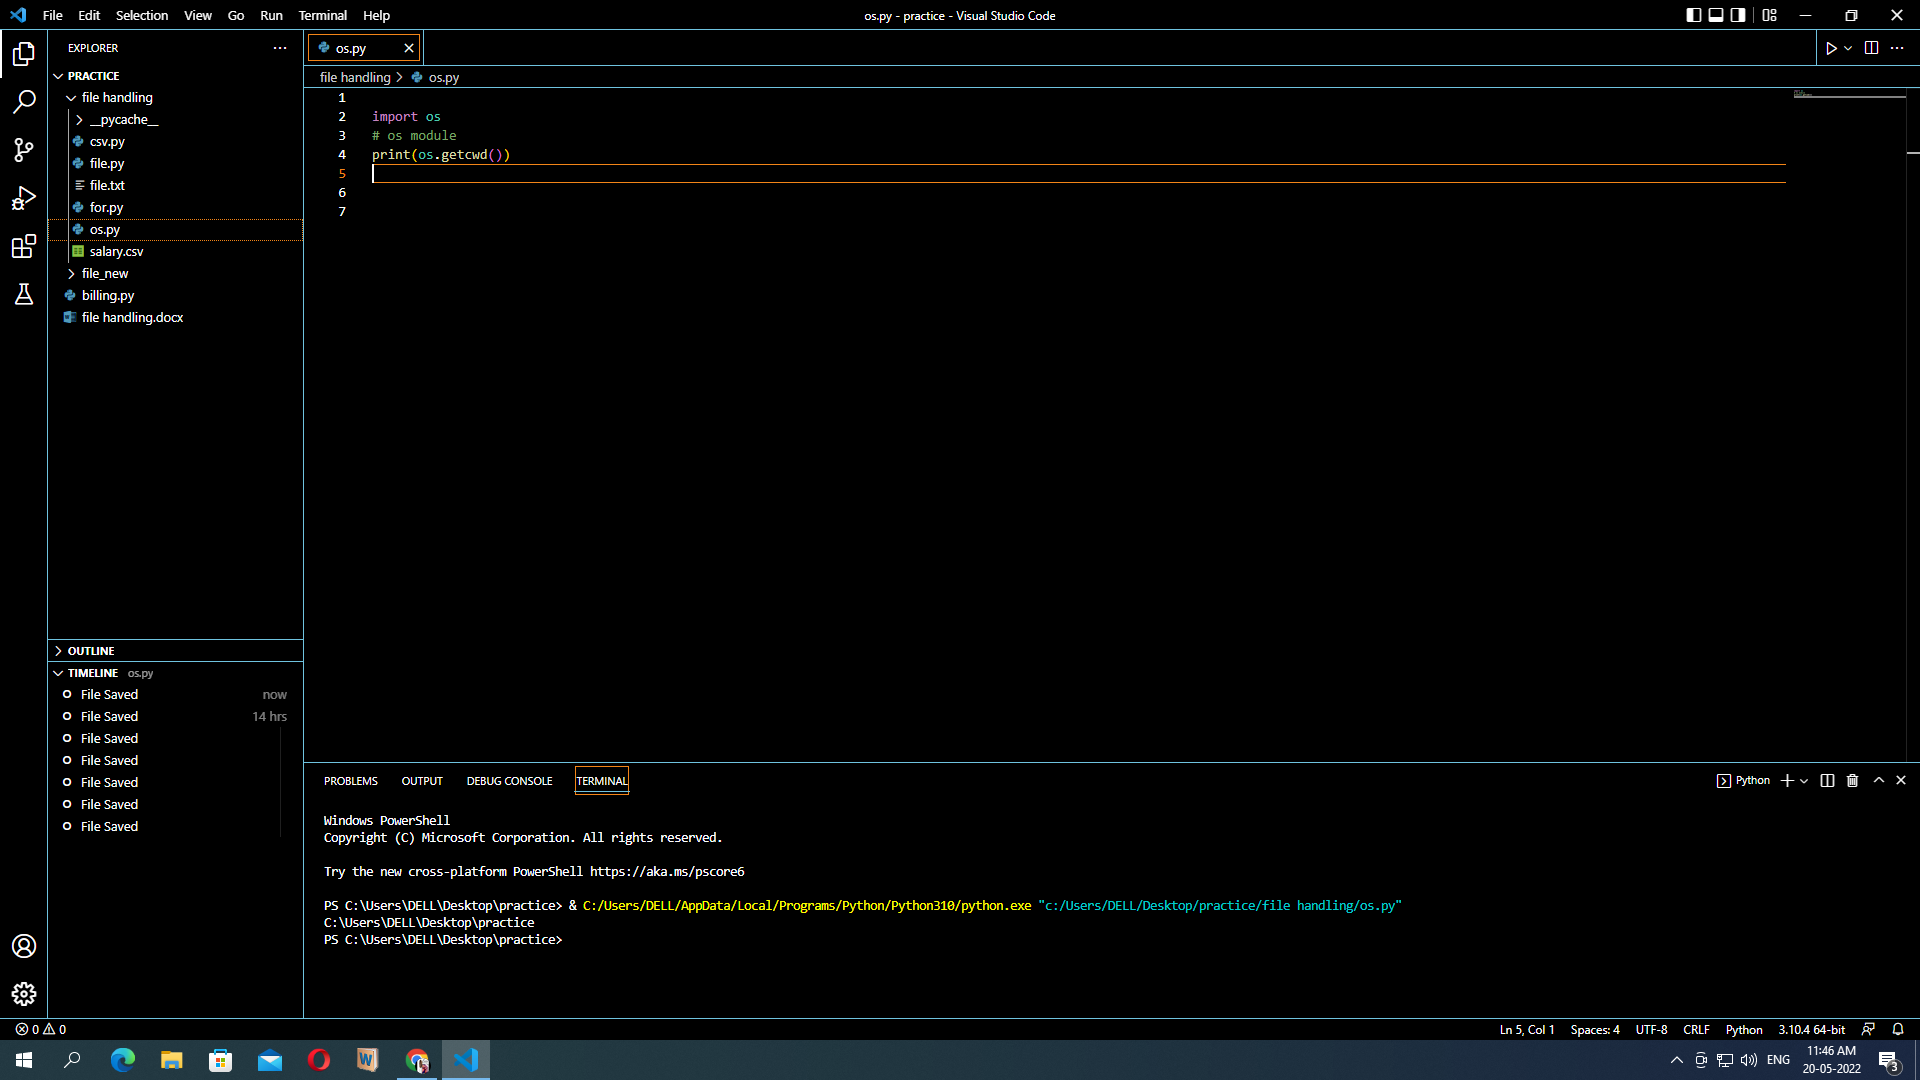 File Edit Selection View Go Run Terminal Help
os.py - practice - Visual Studio Code
EXPLORER
PRACTICE
file handling
__pycache__
csv.py
file.py
file.txt
for.py
os.py
salary.csv
file_new
billing.py
file handling.docx
OUTLINE
TIMELINE os.py
File Saved now
File Saved 14 hrs
File Saved
File Saved
File Saved
File Saved
File Saved
os.py
file handling > os.py
1
2 import os
3 # os module
4 print(os.getcwd())
5
6
7
PROBLEMS OUTPUT DEBUG CONSOLE TERMINAL
Python
Windows PowerShell
Copyright (C) Microsoft Corporation. All rights reserved.
Try the new cross-platform PowerShell https://aka.ms/pscore6
PS C:\Users\DELL\Desktop\practice> & C:/Users/DELL/AppData/Local/Programs/Python/Python310/python.exe "c:/Users/DELL/Desktop/practice/file handling/os.py"
C:\Users\DELL\Desktop\practice
PS C:\Users\DELL\Desktop\practice>
0 0
Ln 5, Col 1 Spaces: 4 UTF-8 CRLF Python 3.10.4 64-bit
W
ENG
11:46 AM
20-05-2022
3